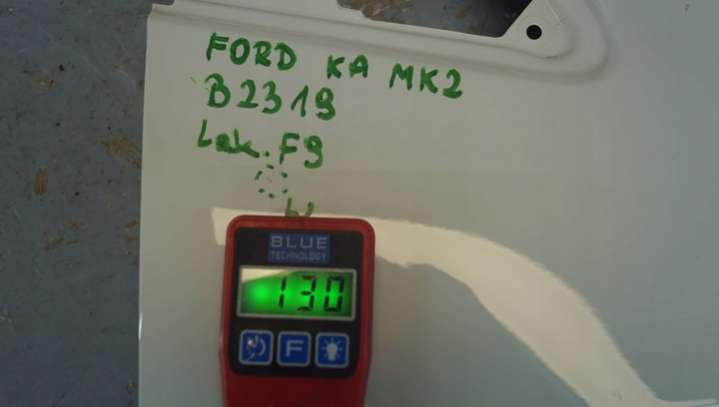 FORD KA MK2
B2319
Lak. F9
W
BLUE
TECHNOLOGY
130
F